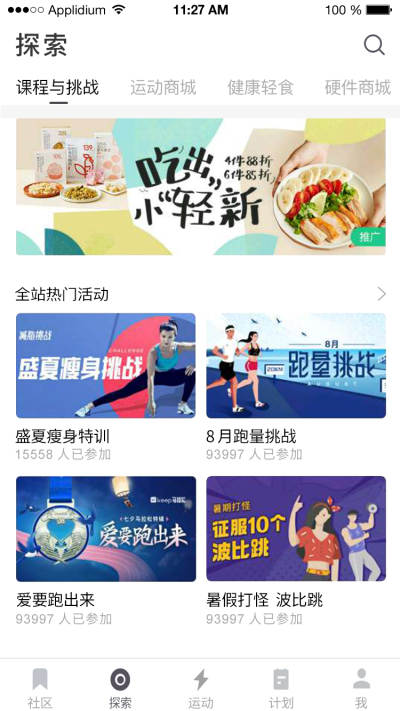 Applidium
11:27 AM
100 %
探索
课程与挑战
运动商城
健康轻食
硬件商城
吃出
小“轻新”
4件88折
6件85折
推广
全站热门活动
减脂挑战
CHALLENGE
盛夏瘦身挑战
盛夏瘦身特训
15558 人已参加
8月
跑量挑战
AUGUST
8月跑量挑战
93997 人已参加
keep
七夕马拉松特辑
爱要跑出来
爱要跑出来
93997 人已参加
暑期打怪
征服10个
波比跳
暑假打怪 波比跳
93997 人已参加
社区
探索
运动
计划
我